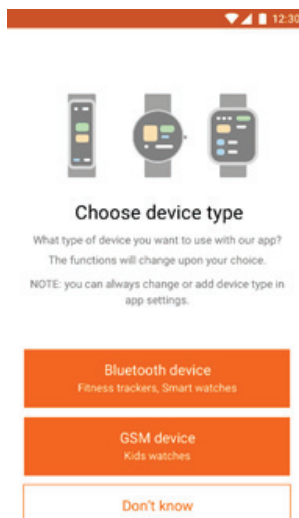 12:30
Choose device type
What type of device you want to use with our app?
The functions will change upon your choice.
NOTE: you can always change or add device type in
app settings.
Bluetooth device
Fitness trackers, Smart watches
GSM device
Kids watches
Don't know